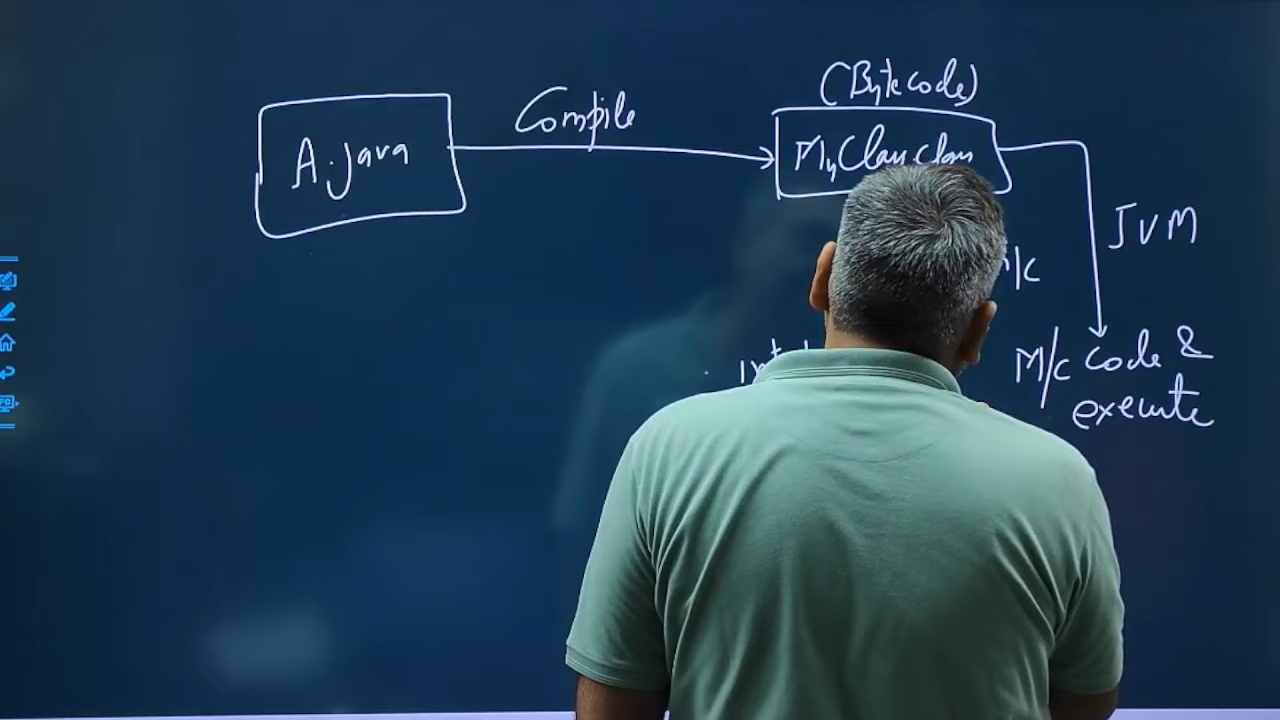 (Bytecode)
Compile
A.java
MyClass.class
JVM
M/c code &
execute